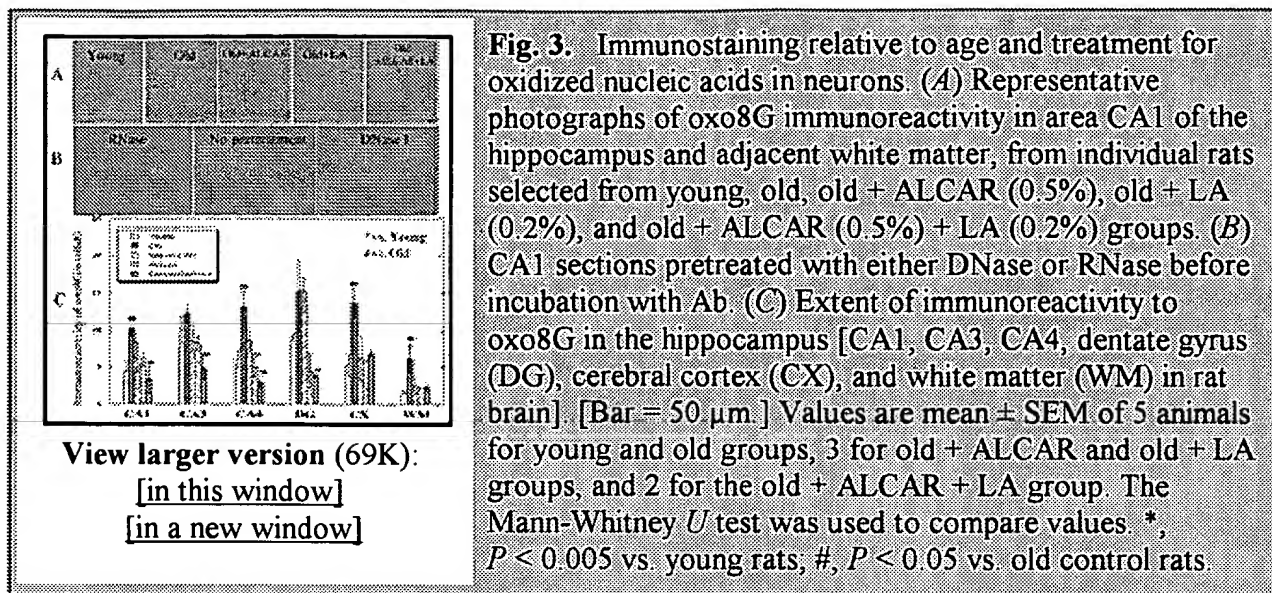 A
Young
Old
Old+LA
B
RNase
No pretreatment
DNase I
C
CA1 CA3 CA4 DG CX WM
View larger version (69K):
[in this window]
[in a new window]
Fig. 3. Immunostaining relative to age and treatment for
oxidized nucleic acids in neurons. (A) Representative
photographs of oxo8G immunoreactivity in area CA1 of the
hippocampus and adjacent white matter, from individual rats
selected from young, old, old + ALCAR (0.5%), old + LA
(0.2%), and old + ALCAR (0.5%) + LA (0.2%) groups. (B)
CA1 sections pretreated with either DNase or RNase before
incubation with Ab. (C) Extent of immunoreactivity to
oxo8G in the hippocampus [CA1, CA3, CA4, dentate gyrus
(DG), cerebral cortex (CX), and white matter (WM) in rat
brain]. [Bar = 50 µm.] Values are mean ± SEM of 5 animals
for young and old groups, 3 for old + ALCAR and old + LA
groups, and 2 for the old + ALCAR + LA group. The
Mann-Whitney U test was used to compare values. *,
P < 0.005 vs. young rats; #, P < 0.05 vs. old control rats.